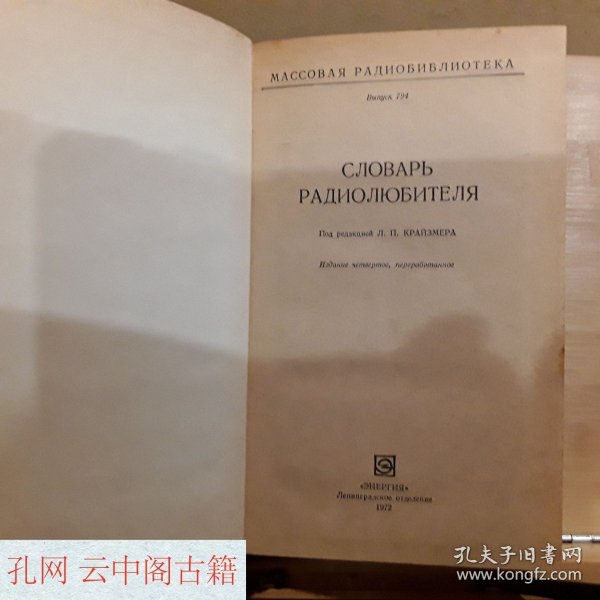 МАССОВАЯ РАДИОБИБЛИОТЕКА
Выпуск 794
СЛОВАРЬ
РАДИОЛЮБИТЕЛЯ
Под редакцией Л. П. КРАЙЗМЕРА
Издание четвертое, переработанное
«ЭНЕРГИЯ»
Ленинградское отделение
1972
孔网 云中阁古籍
孔夫子旧书网
www.kongfz.com